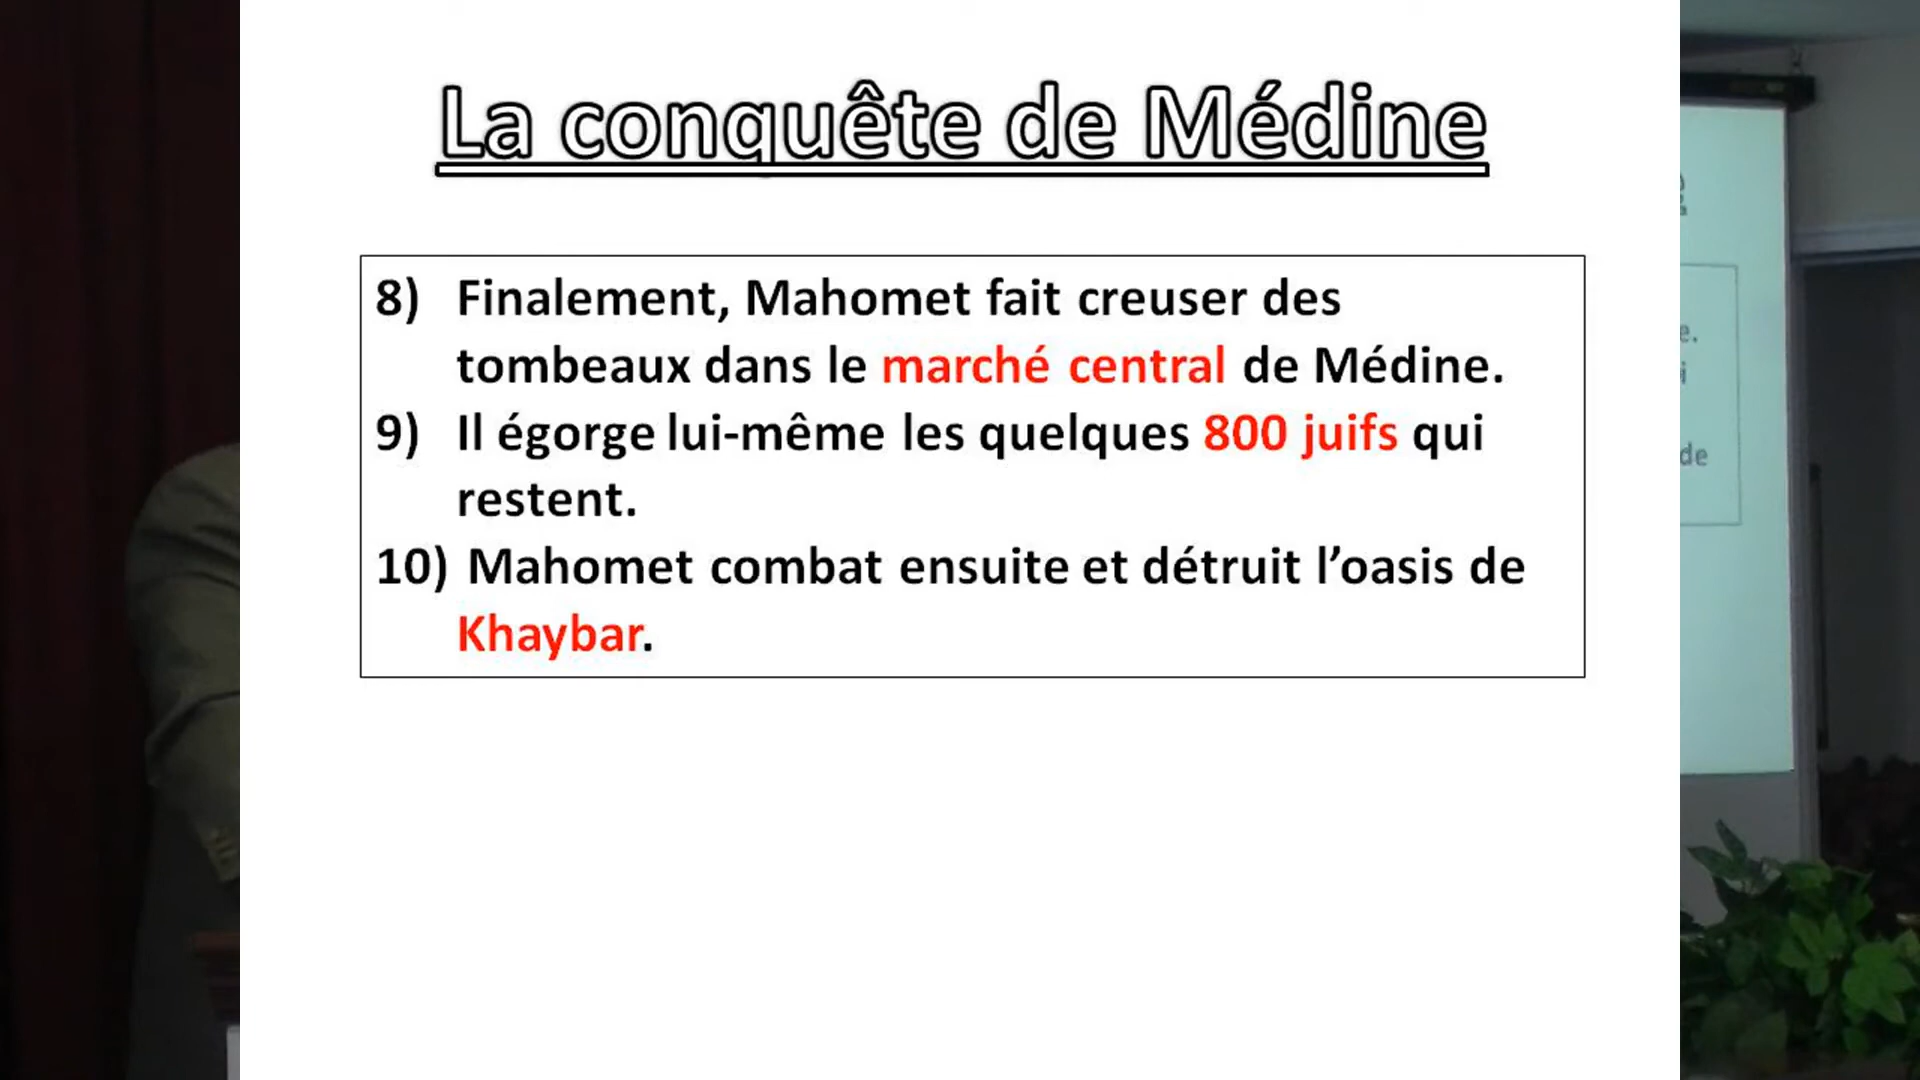 La conquête de Médine
8) Finalement, Mahomet fait creuser des
tombeaux dans le marché central de Médine.
9) Il égorge lui-même les quelques 800 juifs qui
restent.
10) Mahomet combat ensuite et détruit l’oasis de
Khaybar.
de